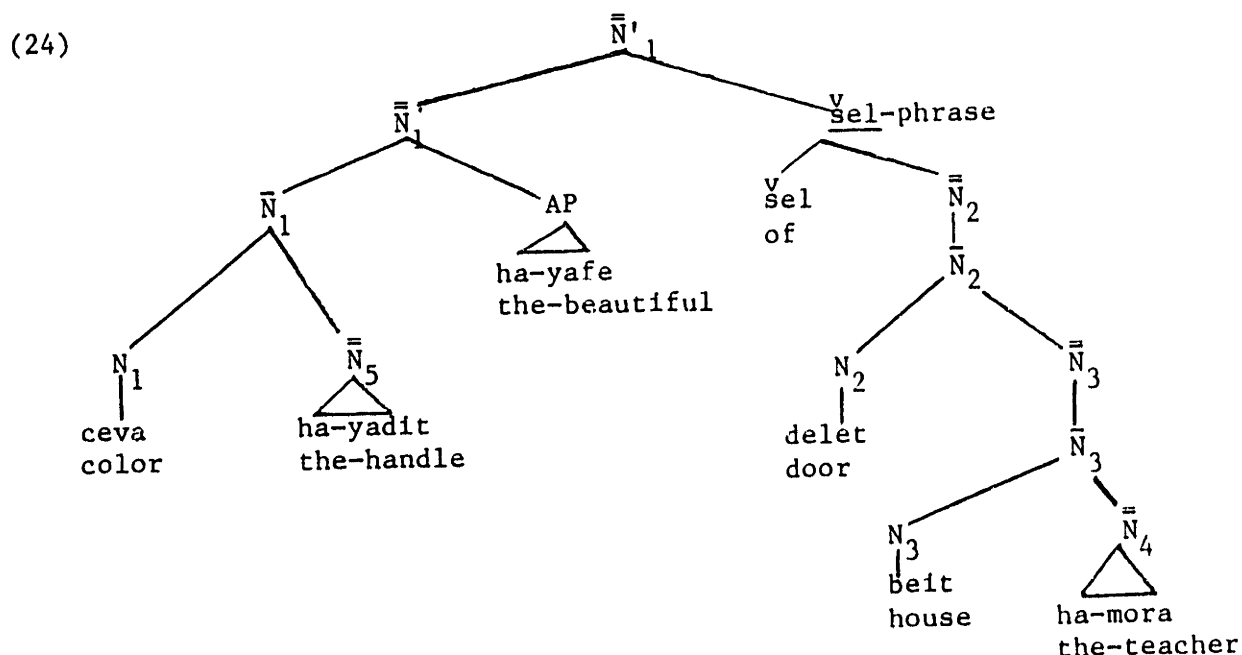 (24)
N̿'₁
N̿'₁
šel-phrase
N̄₁
AP
šel
of
N̿₂
ha-yafe
the-beautiful
N̄₂
N₁
N̿₅
N₂
N̿₃
ceva
color
ha-yadit
the-handle
delet
door
N̄₃
N₃
N̿₄
beit
house
ha-mora
the-teacher